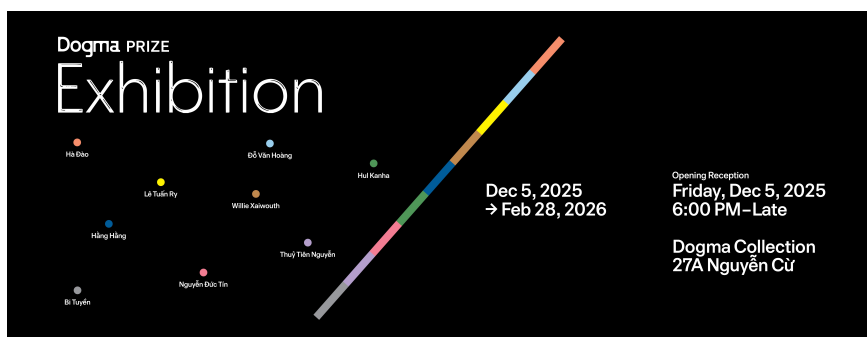 Dogma PRIZE
Exhibition
Hà Đào
Đỗ Văn Hoàng
Hul Kanha
Lê Tuấn Ry
Willie Xaiwouth
Hằng Hằng
Thuỷ Tiên Nguyễn
Nguyễn Đức Tín
Bi Tuyền
Dec 5, 2025
→ Feb 28, 2026
Opening Reception
Friday, Dec 5, 2025
6:00 PM–Late
Dogma Collection
27A Nguyễn Cừ